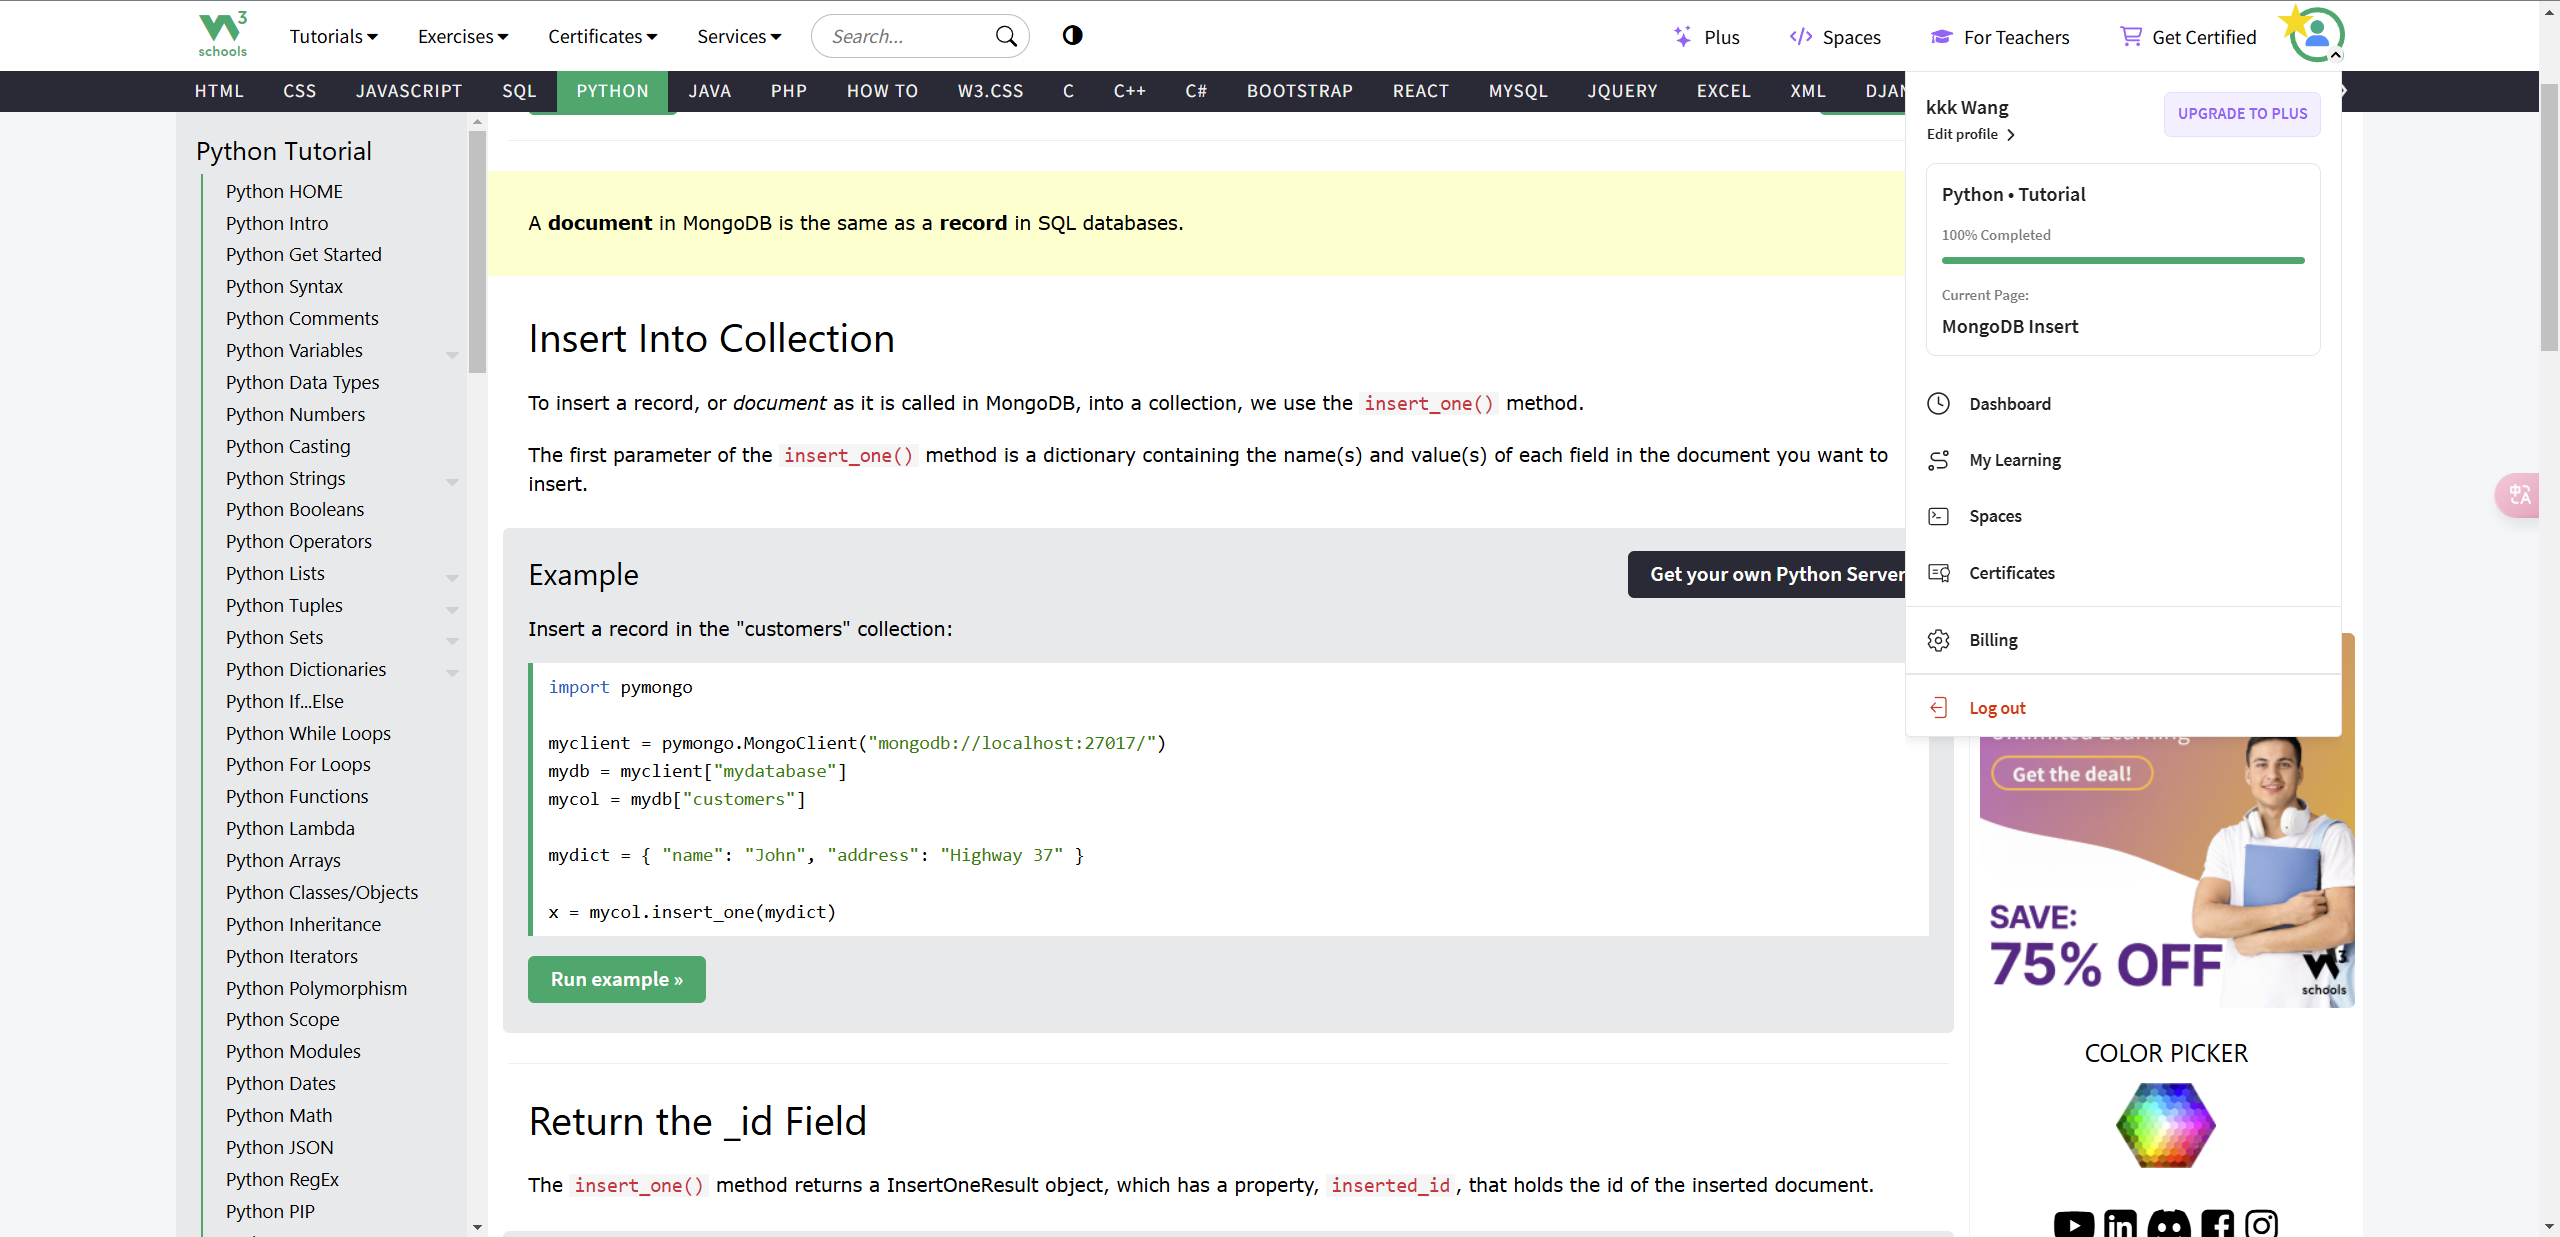 W3
schools
Tutorials
Exercises
Certificates
Services
Search...
Plus
Spaces
For Teachers
Get Certified
HTML
CSS
JAVASCRIPT
SQL
PYTHON
JAVA
PHP
HOW TO
W3.CSS
C
C++
C#
BOOTSTRAP
REACT
MYSQL
JQUERY
EXCEL
XML
Python Tutorial
Python HOME
Python Intro
Python Get Started
Python Syntax
Python Comments
Python Variables
Python Data Types
Python Numbers
Python Casting
Python Strings
Python Booleans
Python Operators
Python Lists
Python Tuples
Python Sets
Python Dictionaries
Python If...Else
Python While Loops
Python For Loops
Python Functions
Python Lambda
Python Arrays
Python Classes/Objects
Python Inheritance
Python Iterators
Python Polymorphism
Python Scope
Python Modules
Python Dates
Python Math
Python JSON
Python RegEx
Python PIP
A document in MongoDB is the same as a record in SQL databases.
Insert Into Collection
To insert a record, or document as it is called in MongoDB, into a collection, we use the insert_one() method.
The first parameter of the insert_one() method is a dictionary containing the name(s) and value(s) of each field in the document you want to
insert.
Example
Get your own Python Server
Insert a record in the "customers" collection:
import pymongo
myclient = pymongo.MongoClient("mongodb://localhost:27017/")
mydb = myclient["mydatabase"]
mycol = mydb["customers"]
mydict = { "name": "John", "address": "Highway 37" }
x = mycol.insert_one(mydict)
Run example »
Return the _id Field
The insert_one() method returns a InsertOneResult object, which has a property, inserted_id, that holds the id of the inserted document.
kkk Wang
UPGRADE TO PLUS
Edit profile
Python • Tutorial
100% Completed
Current Page:
MongoDB Insert
Dashboard
My Learning
Spaces
Certificates
Billing
Log out
Get the deal!
SAVE:
75% OFF
W3
schools
COLOR PICKER